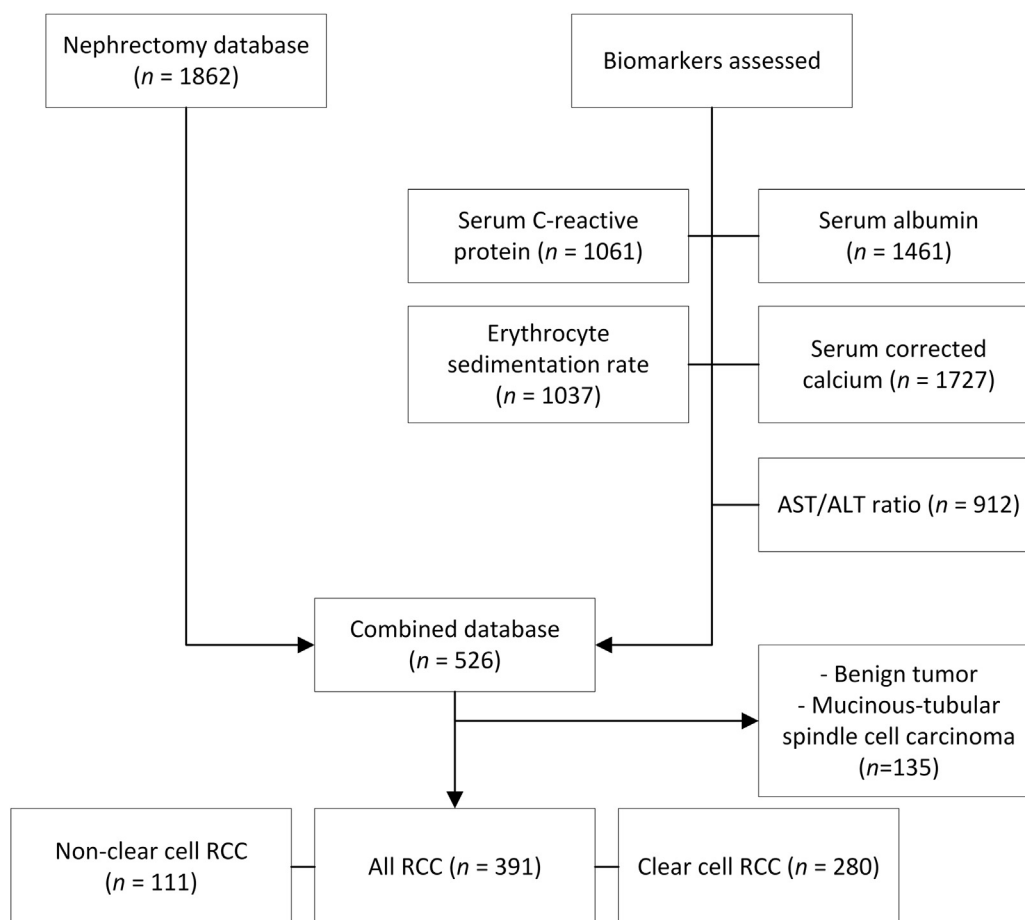 Nephrectomy database
(n = 1862)
Biomarkers assessed
Serum C-reactive
protein (n = 1061)
Serum albumin
(n = 1461)
Erythrocyte
sedimentation rate
(n = 1037)
Serum corrected
calcium (n = 1727)
AST/ALT ratio (n = 912)
Combined database
(n = 526)
- Benign tumor
- Mucinous-tubular
spindle cell carcinoma
(n=135)
Non-clear cell RCC
(n = 111)
All RCC (n = 391)
Clear cell RCC (n = 280)